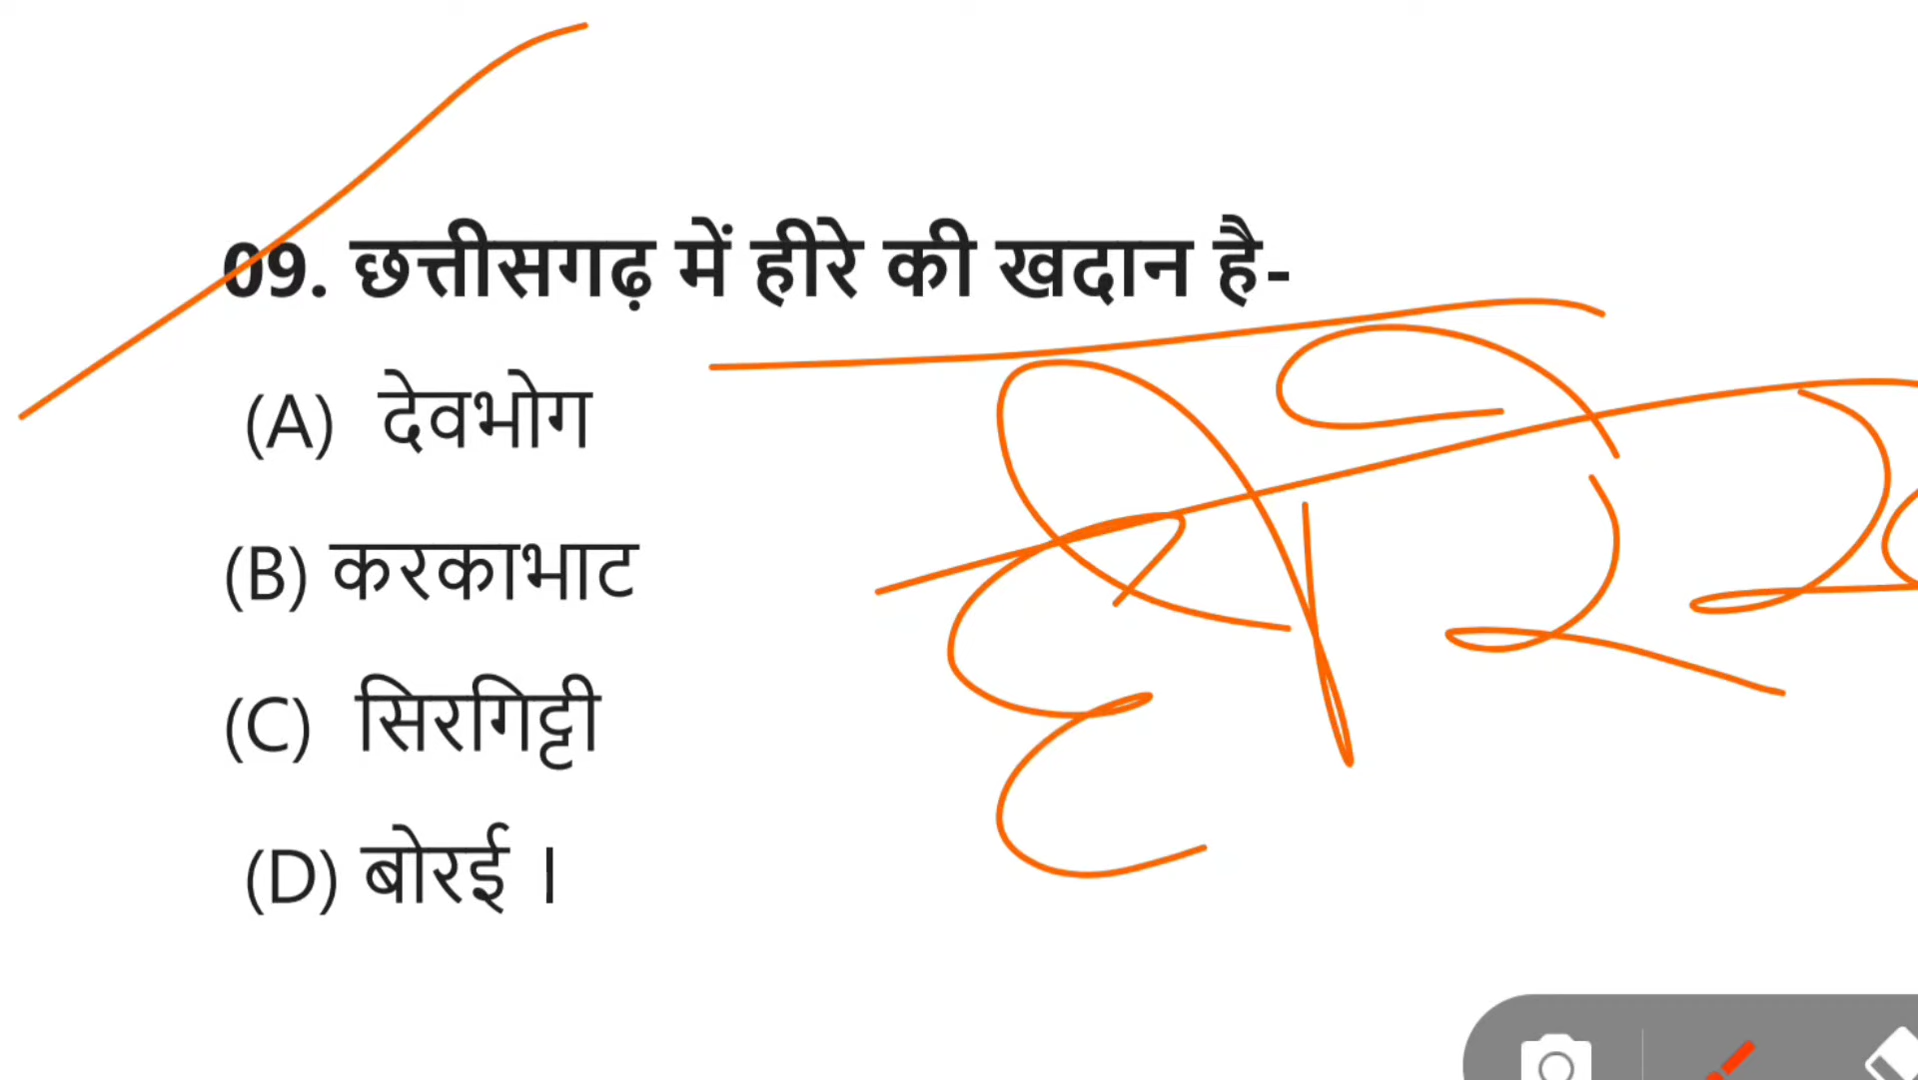 09. छत्तीसगढ़ में हीरे की खदान है-
(A) देवभोग
(B) करकाभाट
(C) सिरगिट्टी
(D) बोरई ।